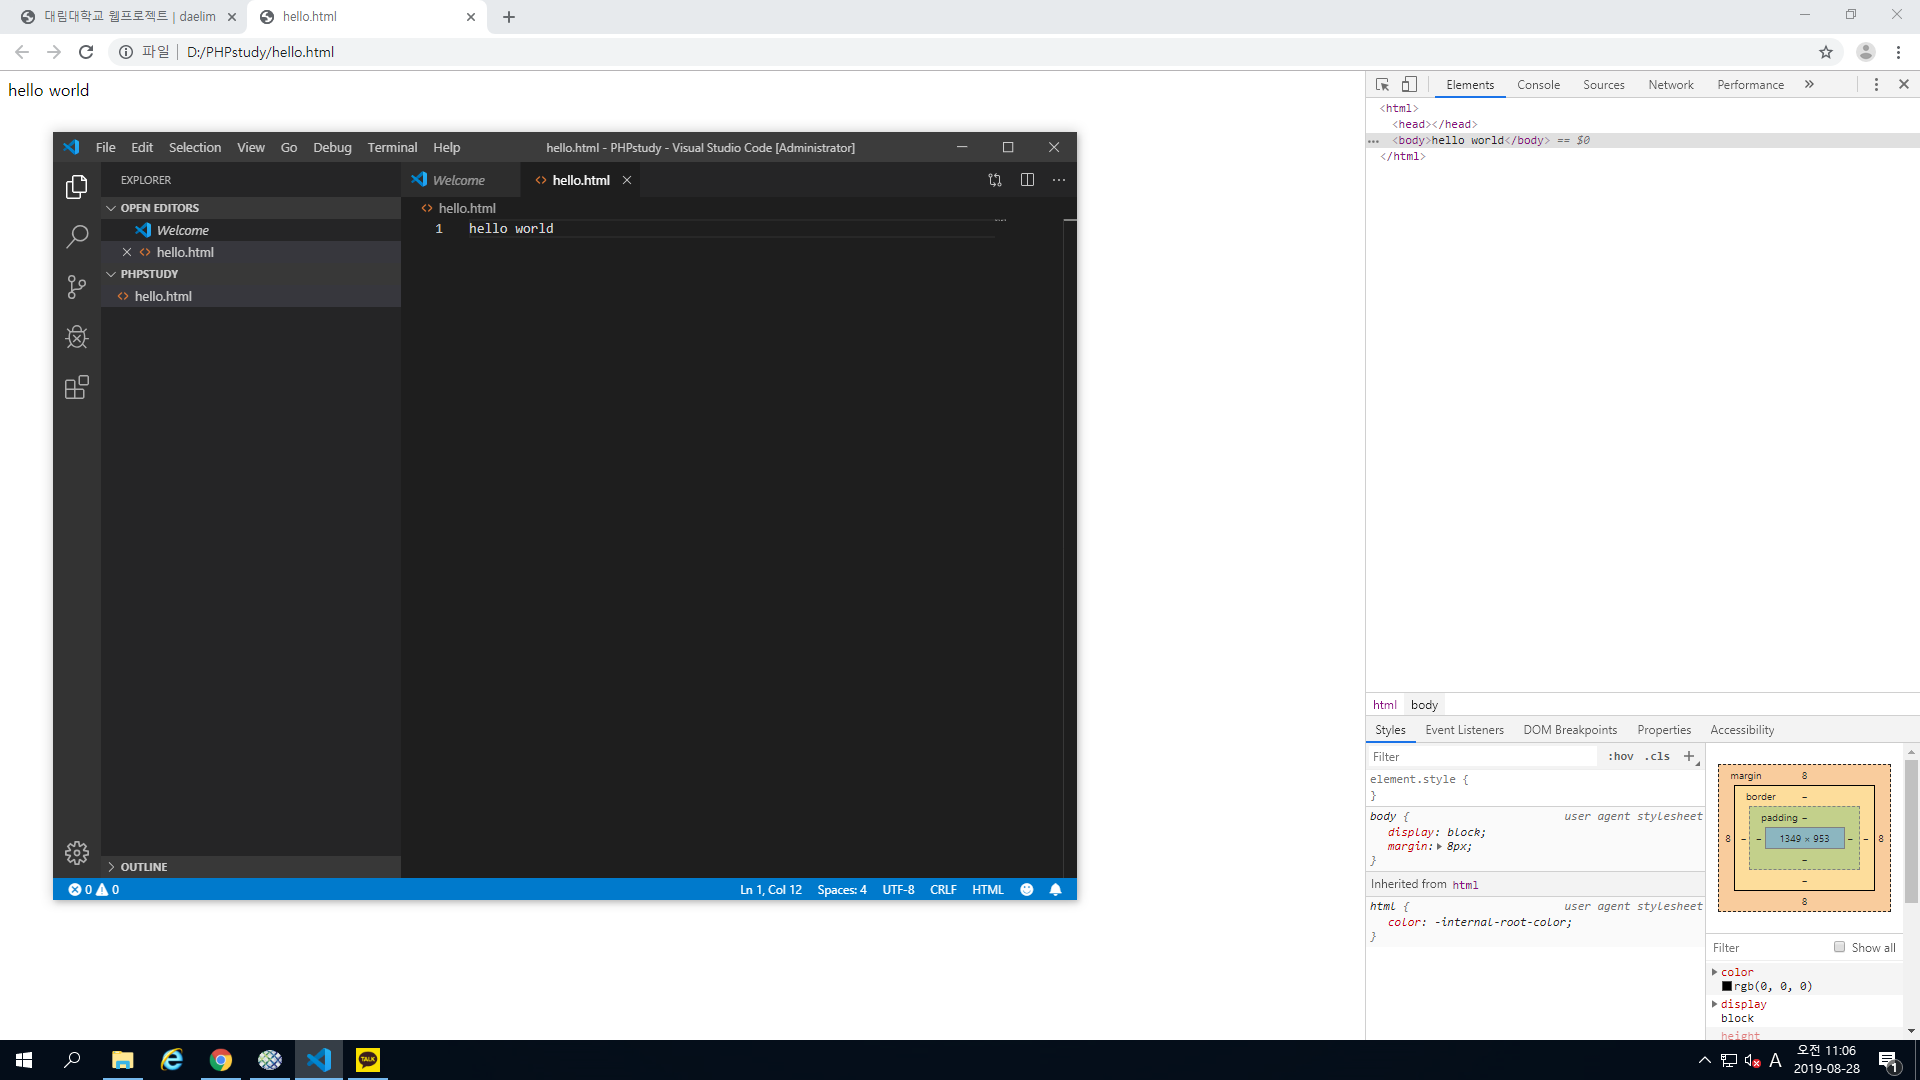 대림대학교 웹프로젝트 | daelim
hello.html
파일 | D:/PHPstudy/hello.html
hello world
File Edit Selection View Go Debug Terminal Help
hello.html - PHPstudy - Visual Studio Code [Administrator]
EXPLORER
OPEN EDITORS
Welcome
hello.html
PHPSTUDY
hello.html
OUTLINE
Welcome
hello.html
hello.html
1 hello world
0 0
Ln 1, Col 12 Spaces: 4 UTF-8 CRLF HTML
Elements Console Sources Network Performance »
<html>
<head></head>
... <body>hello world</body> == $0
</html>
html body
Styles Event Listeners DOM Breakpoints Properties Accessibility
Filter :hov .cls +
element.style {
}
body { user agent stylesheet
display: block;
margin: 8px;
}
Inherited from html
html { user agent stylesheet
color: -internal-root-color;
}
margin 8
border –
padding –
8 – – 1349 × 953 – – 8
–
–
8
Filter Show all
color
rgb(0, 0, 0)
display
block
height
TALK
A
오전 11:06
2019-08-28
1